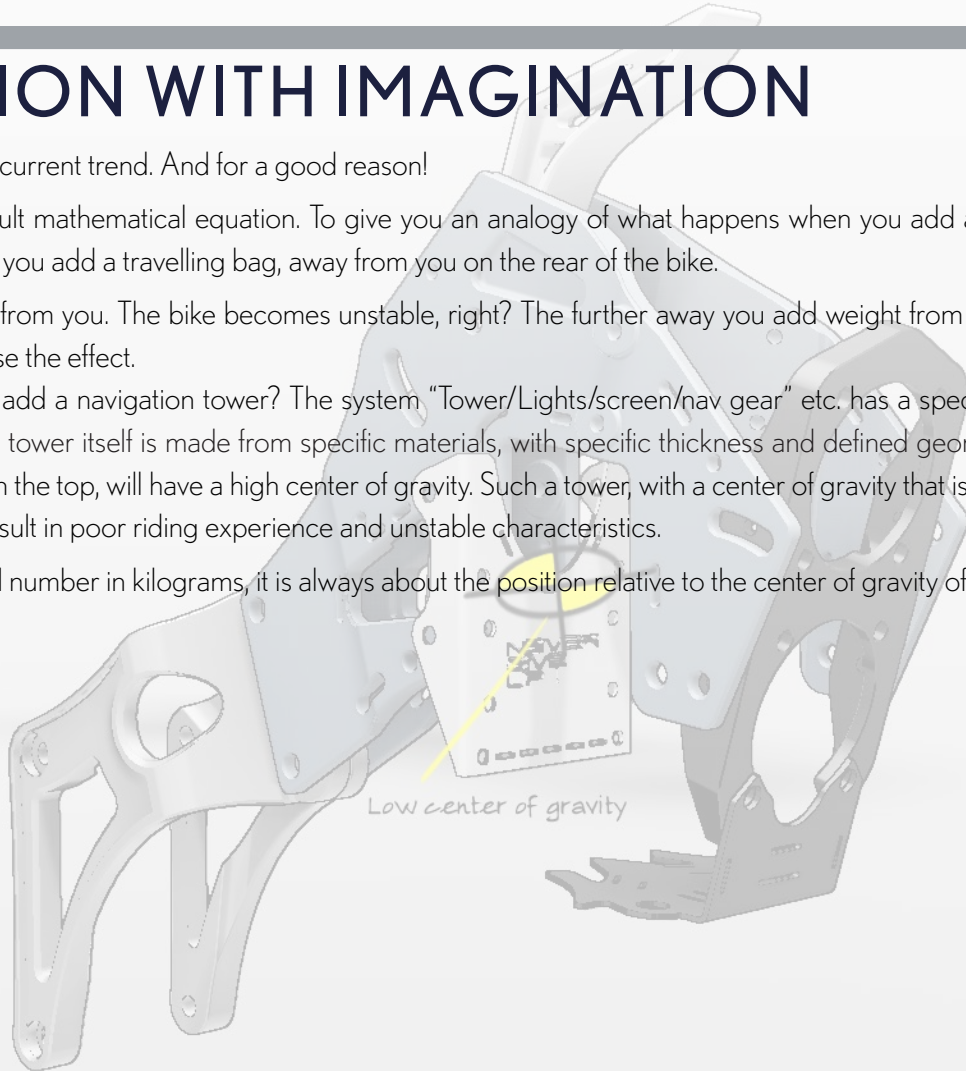 ION WITH IMAGINATION
current trend. And for a good reason!
ult mathematical equation. To give you an analogy of what happens when you add a
you add a travelling bag, away from you on the rear of the bike.
from you. The bike becomes unstable, right? The further away you add weight from
se the effect.
add a navigation tower? The system “Tower/Lights/screen/nav gear” etc. has a spec
tower itself is made from specific materials, with specific thickness and defined geor
n the top, will have a high center of gravity. Such a tower, with a center of gravity that is
sult in poor riding experience and unstable characteristics.
l number in kilograms, it is always about the position relative to the center of gravity of
NEVER
GIVE
UP
Low center of gravity